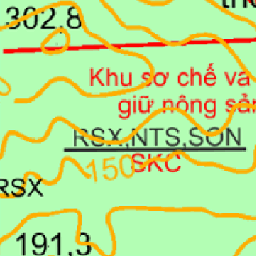 302.8
Khu sơ chế và
giữ nông sản
RSX.NTS,SON
150
SKC
RSX
191,3